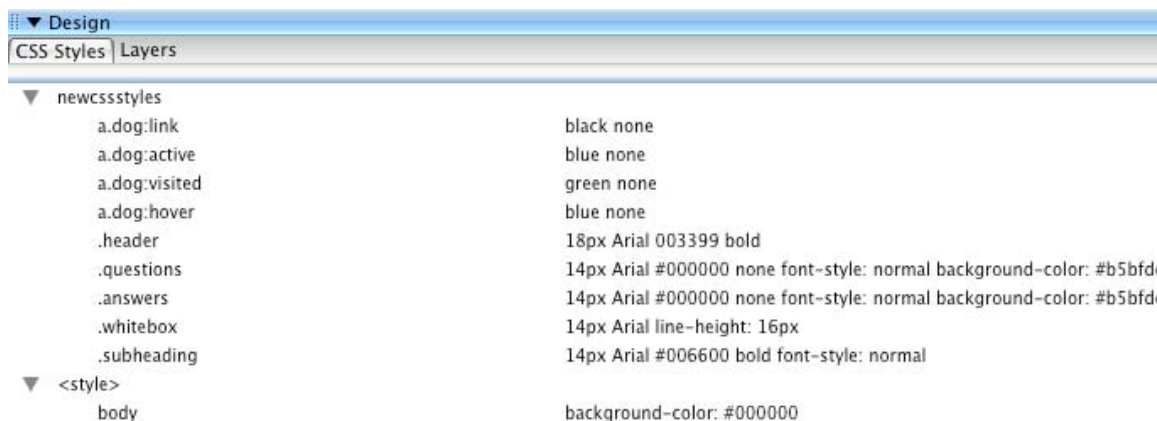 Design
CSS Styles Layers
newcssstyles
a.dog:link black none
a.dog:active blue none
a.dog:visited green none
a.dog:hover blue none
.header 18px Arial 003399 bold
.questions 14px Arial #000000 none font-style: normal background-color: #b5bfd
.answers 14px Arial #000000 none font-style: normal background-color: #b5bfd
.whitebox 14px Arial line-height: 16px
.subheading 14px Arial #006600 bold font-style: normal
<style>
body background-color: #000000